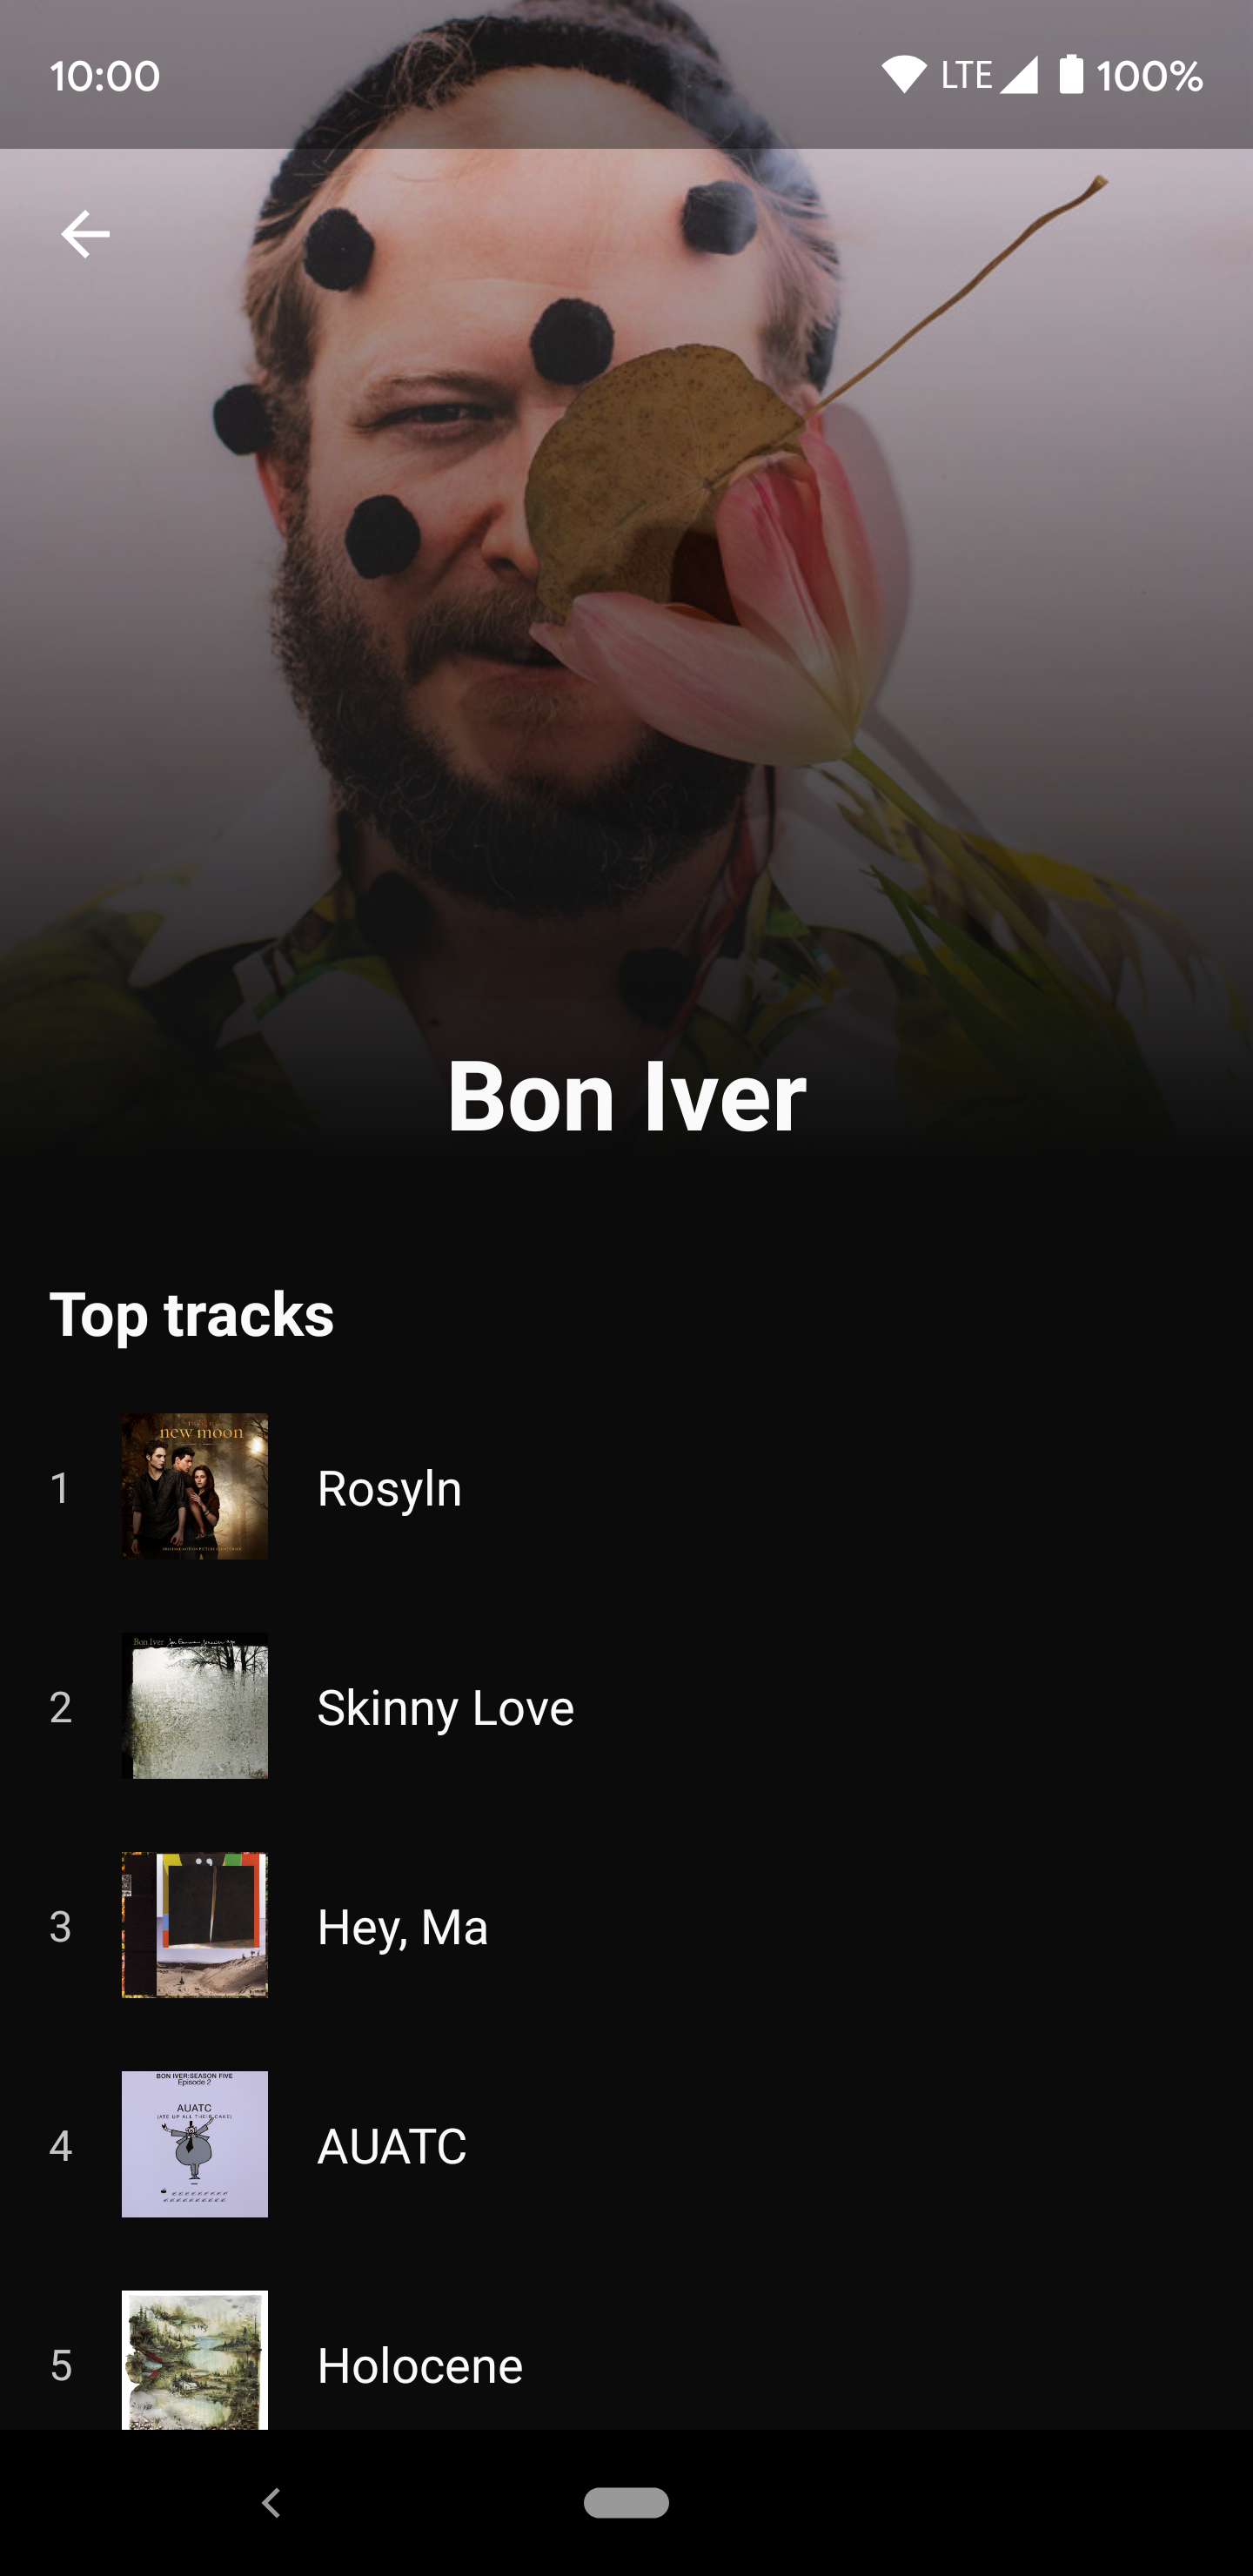 10:00 LTE 100%
Bon Iver
Top tracks
1 Rosyln
new moon
2 Skinny Love
Bon Iver
3 Hey, Ma
4 AUATC
BON IVER:SEASON FIVE
Episode 2
AUATC
(ATE UP ALL THEIR CAKE)
5 Holocene